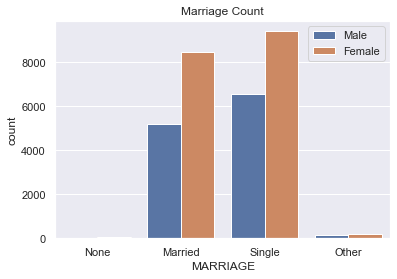 Marriage Count
Male
Female
8000
6000
4000
2000
0
count
None Married Single Other
MARRIAGE